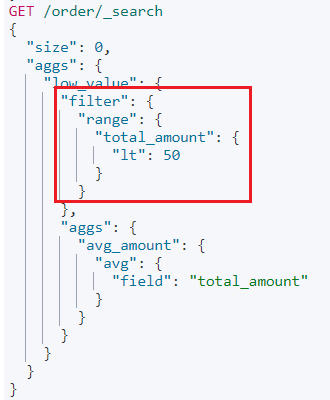 GET /order/_search
{
  "size": 0,
  "aggs": {
    "low_value": {
      "filter": {
        "range": {
          "total_amount": {
            "lt": 50
          }
        }
      },
      "aggs": {
        "avg_amount": {
          "avg": {
            "field": "total_amount"
          }
        }
      }
    }
  }
}